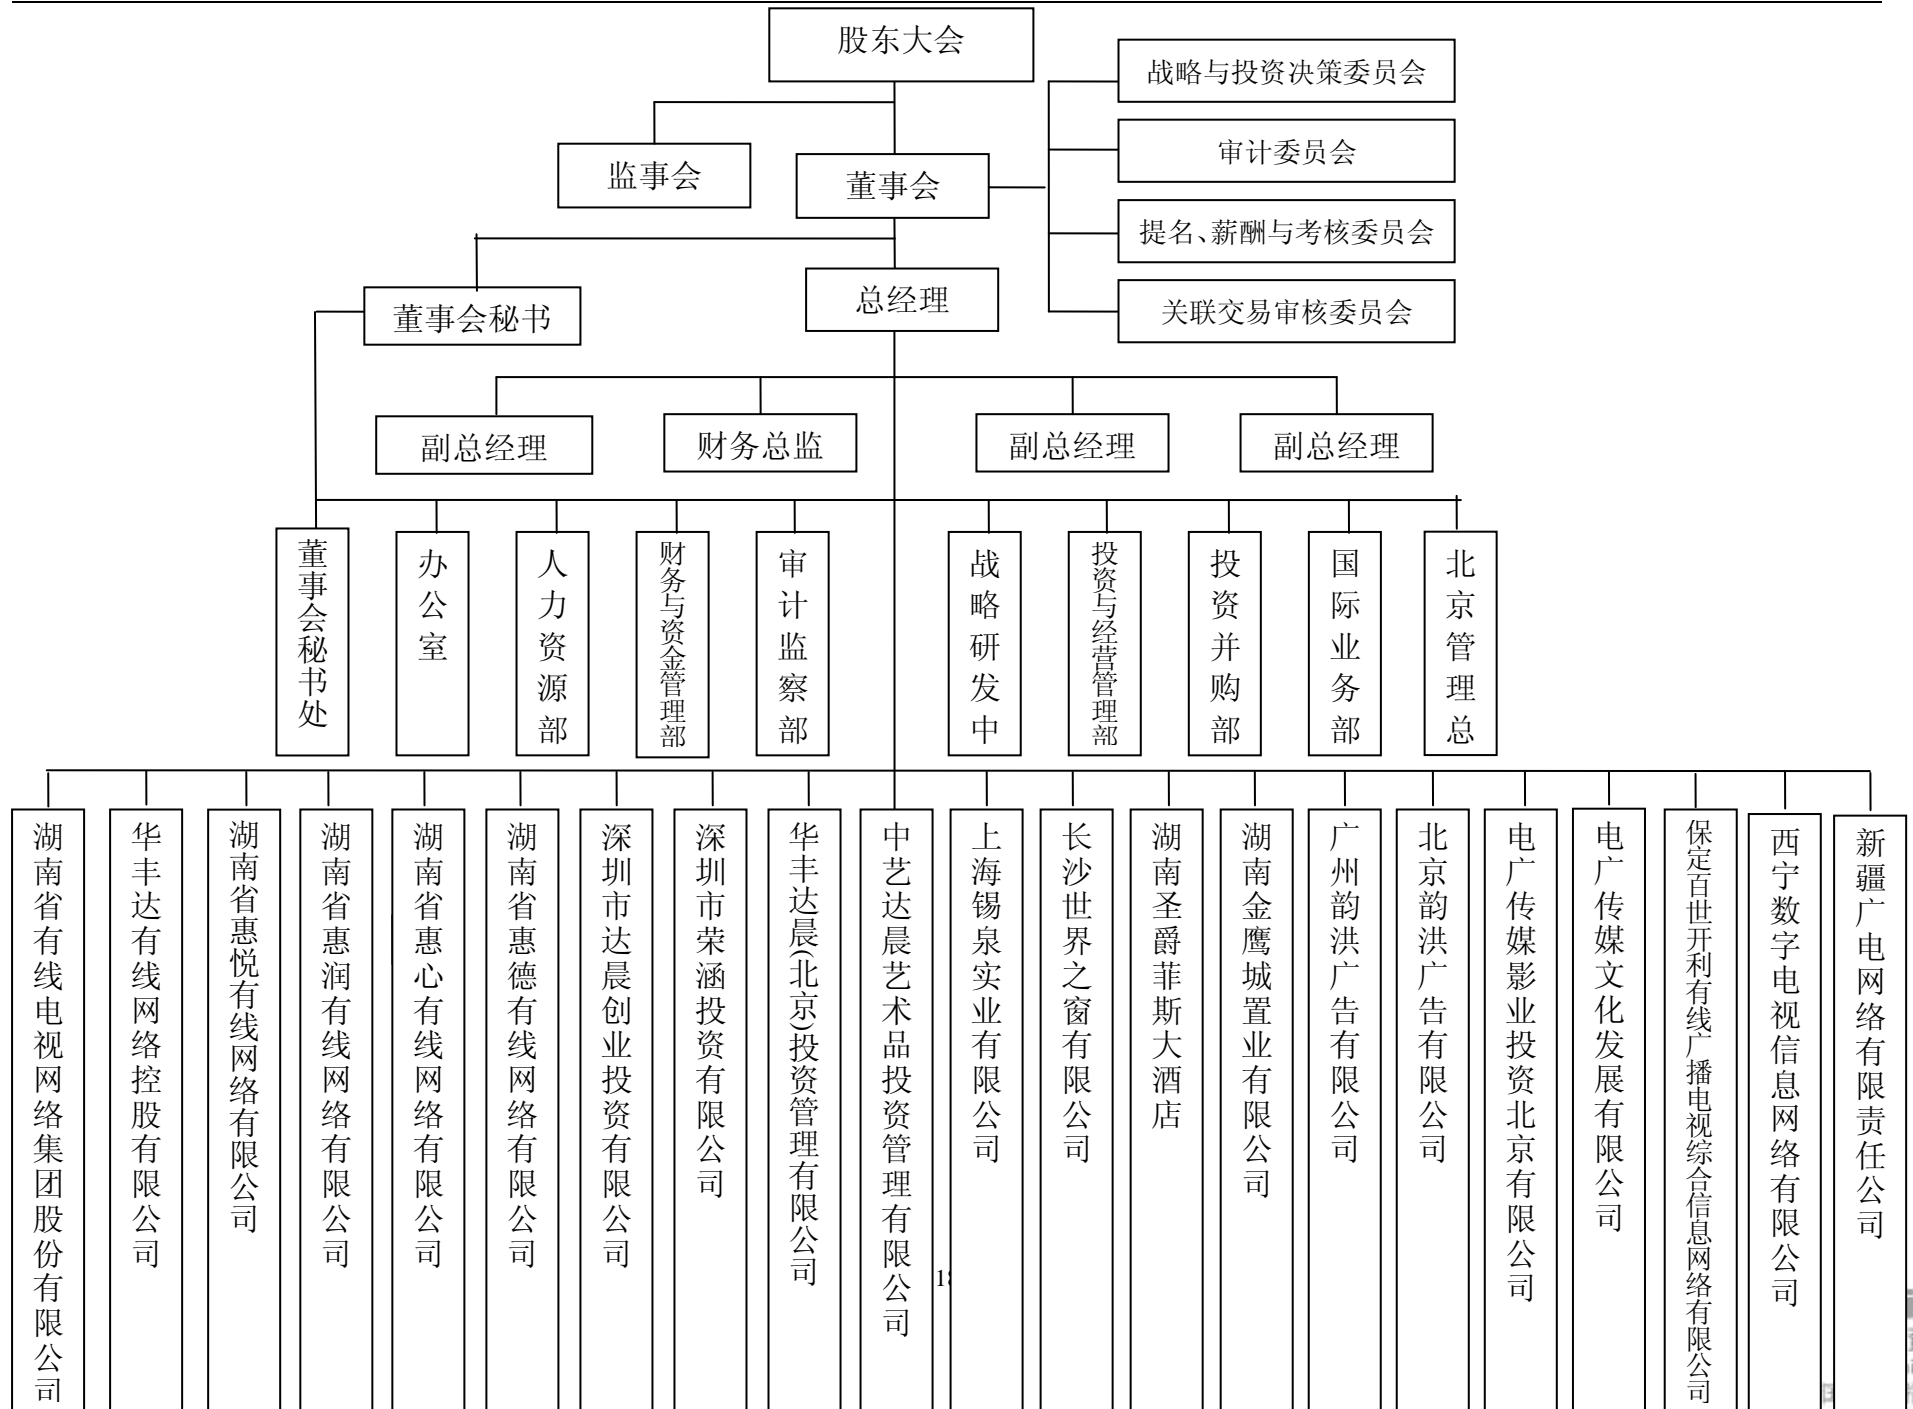 股东大会
战略与投资决策委员会
审计委员会
监事会
董事会
提名、薪酬与考核委员会
总经理
董事会秘书
关联交易审核委员会
副总经理
财务总监
副总经理
副总经理
董事会秘书处
办公室
人力资源部
财务与资金管理部
审计监察部
战略研发中
投资与经营管理部
投资并购部
国际业务部
北京管理总
湖南省有线电视网络集团股份有限公司
华丰达有线网络控股有限公司
湖南省惠悦有线网络有限公司
湖南省惠润有线网络有限公司
湖南省惠心有线网络有限公司
湖南省惠德有线网络有限公司
深圳市达晨创业投资有限公司
深圳市荣涵投资有限公司
华丰达晨(北京)投资管理有限公司
中艺达晨艺术品投资管理有限公司
上海锡泉实业有限公司
长沙世界之窗有限公司
湖南圣爵菲斯大酒店
湖南金鹰城置业有限公司
广州韵洪广告有限公司
北京韵洪广告有限公司
电广传媒影业投资北京有限公司
电广传媒文化发展有限公司
保定百世开利有线广播电视综合信息网络有限公司
西宁数字电视信息网络有限公司
新疆广电网络有限责任公司